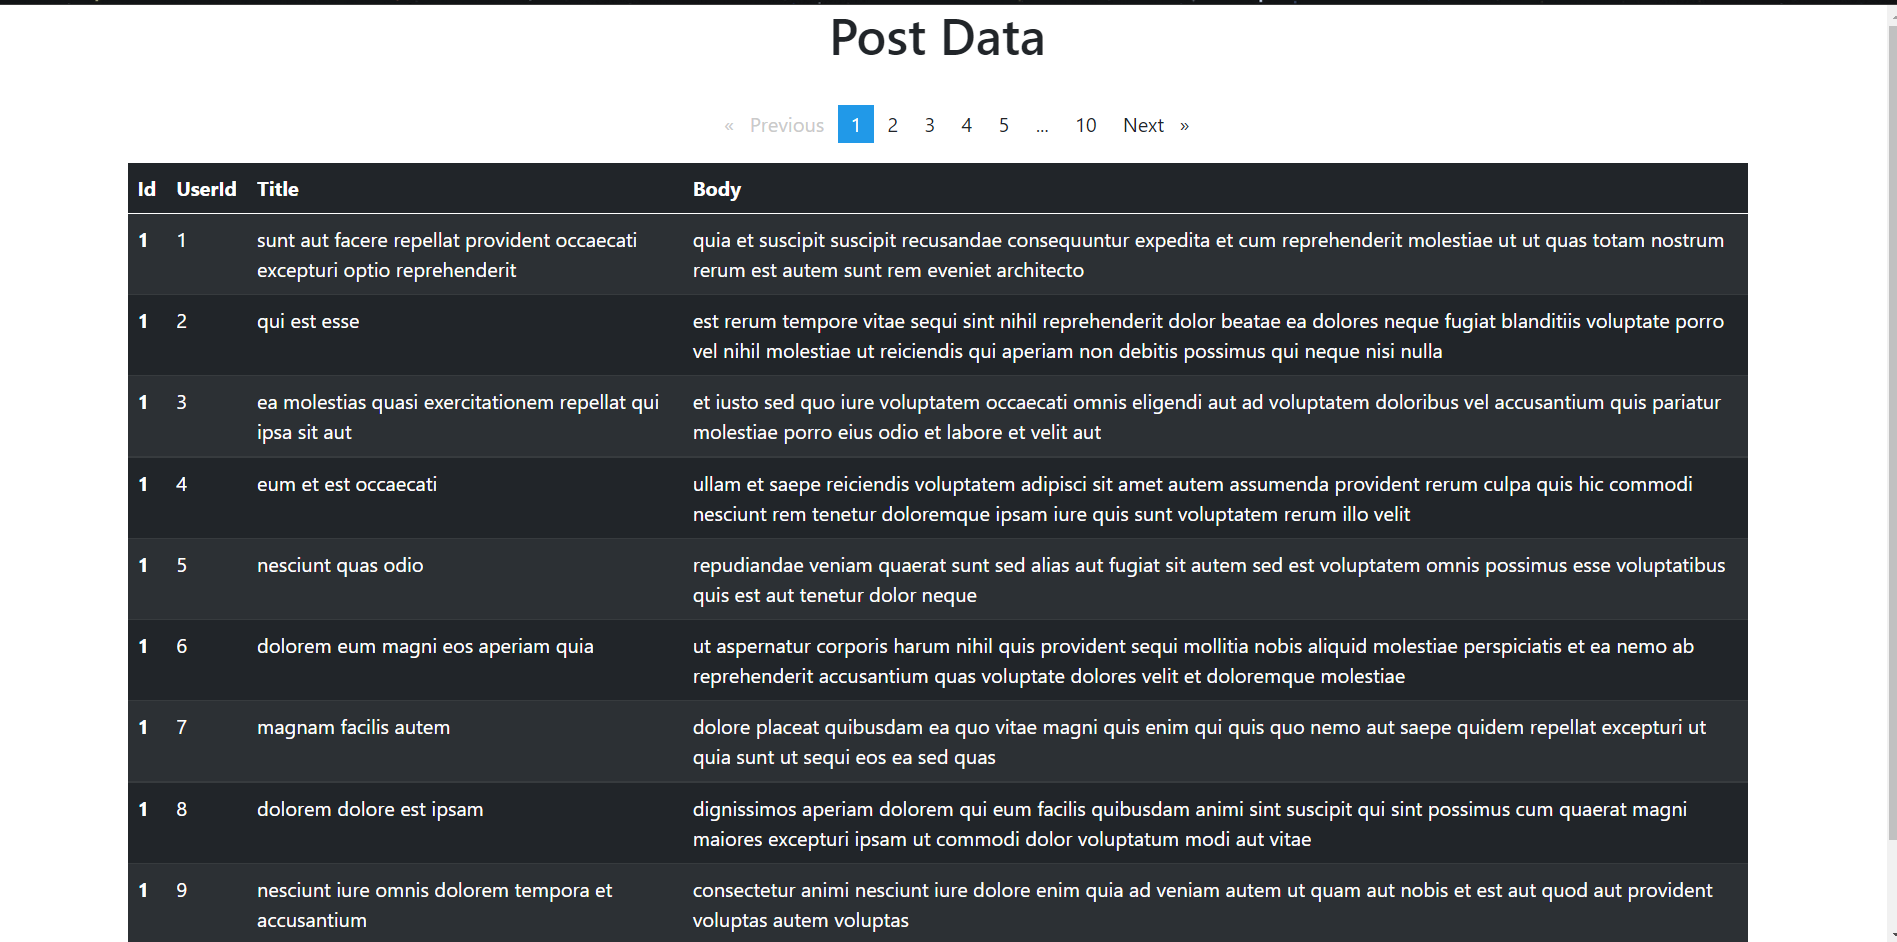 Post Data
« Previous 1 2 3 4 5 ... 10 Next »
Id UserId Title Body
1 1 sunt aut facere repellat provident occaecati quia et suscipit suscipit recusandae consequuntur expedita et cum reprehenderit molestiae ut ut quas totam nostrum
excepturi optio reprehenderit rerum est autem sunt rem eveniet architecto
1 2 qui est esse est rerum tempore vitae sequi sint nihil reprehenderit dolor beatae ea dolores neque fugiat blanditiis voluptate porro
vel nihil molestiae ut reiciendis qui aperiam non debitis possimus qui neque nisi nulla
1 3 ea molestias quasi exercitationem repellat qui et iusto sed quo iure voluptatem occaecati omnis eligendi aut ad voluptatem doloribus vel accusantium quis pariatur
ipsa sit aut molestiae porro eius odio et labore et velit aut
1 4 eum et est occaecati ullam et saepe reiciendis voluptatem adipisci sit amet autem assumenda provident rerum culpa quis hic commodi
nesciunt rem tenetur doloremque ipsam iure quis sunt voluptatem rerum illo velit
1 5 nesciunt quas odio repudiandae veniam quaerat sunt sed alias aut fugiat sit autem sed est voluptatem omnis possimus esse voluptatibus
quis est aut tenetur dolor neque
1 6 dolorem eum magni eos aperiam quia ut aspernatur corporis harum nihil quis provident sequi mollitia nobis aliquid molestiae perspiciatis et ea nemo ab
reprehenderit accusantium quas voluptate dolores velit et doloremque molestiae
1 7 magnam facilis autem dolore placeat quibusdam ea quo vitae magni quis enim qui quis quo nemo aut saepe quidem repellat excepturi ut
quia sunt ut sequi eos ea sed quas
1 8 dolorem dolore est ipsam dignissimos aperiam dolorem qui eum facilis quibusdam animi sint suscipit qui sint possimus cum quaerat magni
maiores excepturi ipsam ut commodi dolor voluptatum modi aut vitae
1 9 nesciunt iure omnis dolorem tempora et consectetur animi nesciunt iure dolore enim quia ad veniam autem ut quam aut nobis et est aut quod aut provident
accusantium voluptas autem voluptas